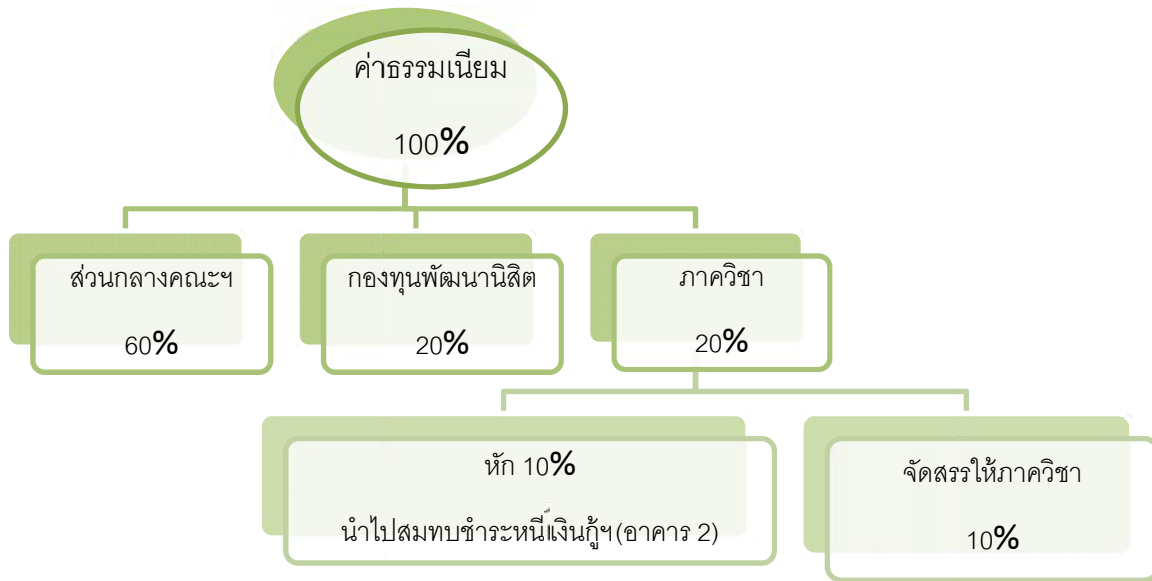 ค่าธรรมเนียม
100%
ส่วนกลางคณะฯ
60%
กองทุนพัฒนานิสิต
20%
ภาควิชา
20%
หัก 10%
นำไปสมทบชำระหนี้เงินกู้ฯ (อาคาร 2)
จัดสรรให้ภาควิชา
10%